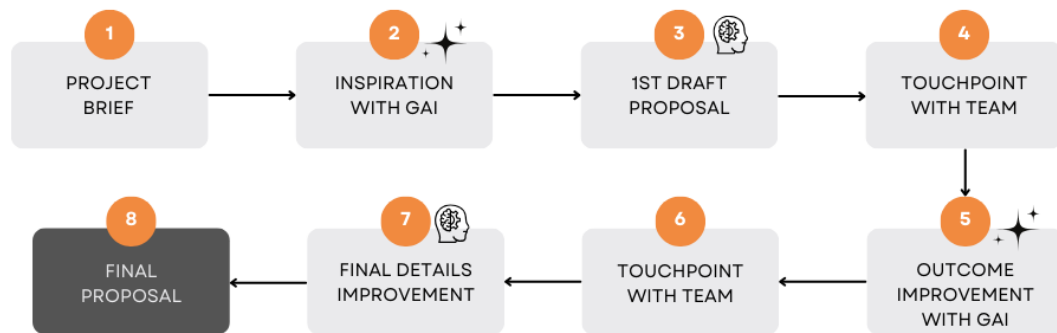 1
PROJECT
BRIEF
2
INSPIRATION
WITH GAI
3
1ST DRAFT
PROPOSAL
4
TOUCHPOINT
WITH TEAM
5
OUTCOME
IMPROVEMENT
WITH GAI
6
TOUCHPOINT
WITH TEAM
7
FINAL DETAILS
IMPROVEMENT
8
FINAL
PROPOSAL